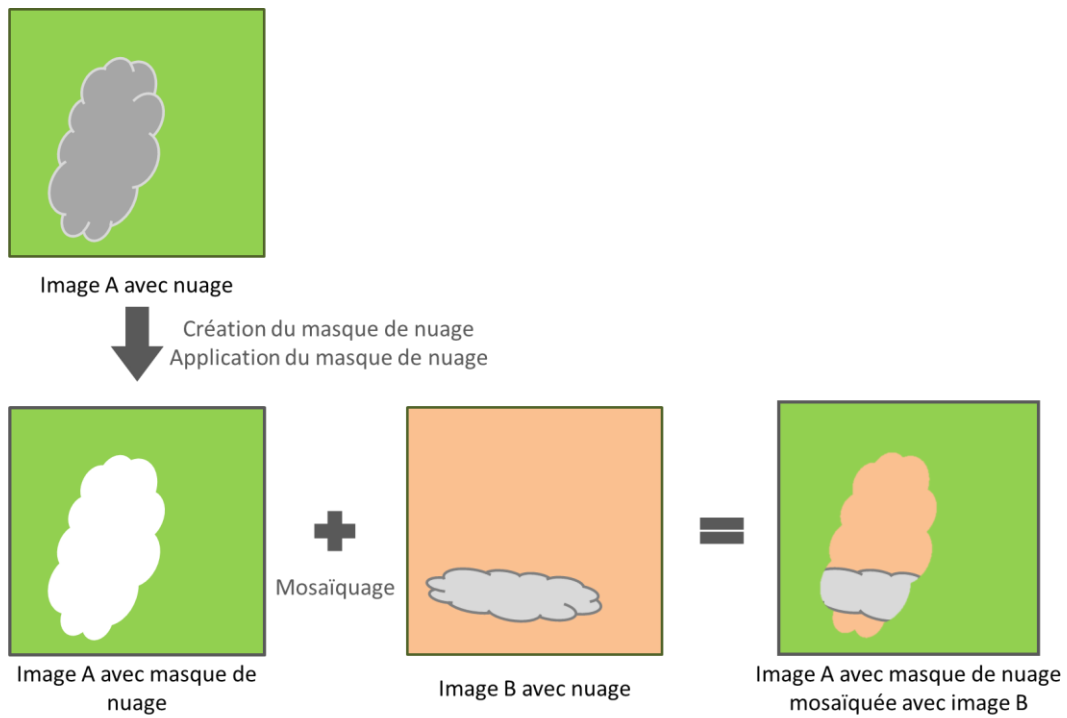 Image A avec nuage
Création du masque de nuage
Application du masque de nuage
Mosaïquage
Image A avec masque de
nuage
Image B avec nuage
Image A avec masque de nuage
mosaïquée avec image B